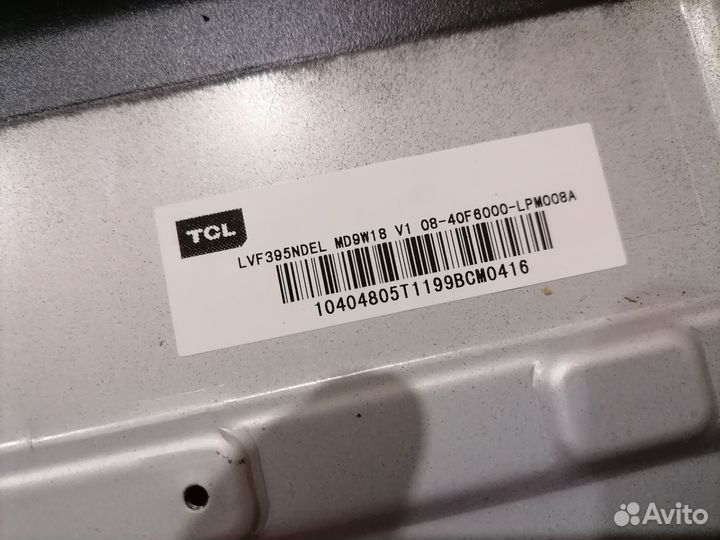 TCL
LVF395NDEL MD9W18 V1 08-40F6000-LPM008A
10404805T1199BCM0416
Avito